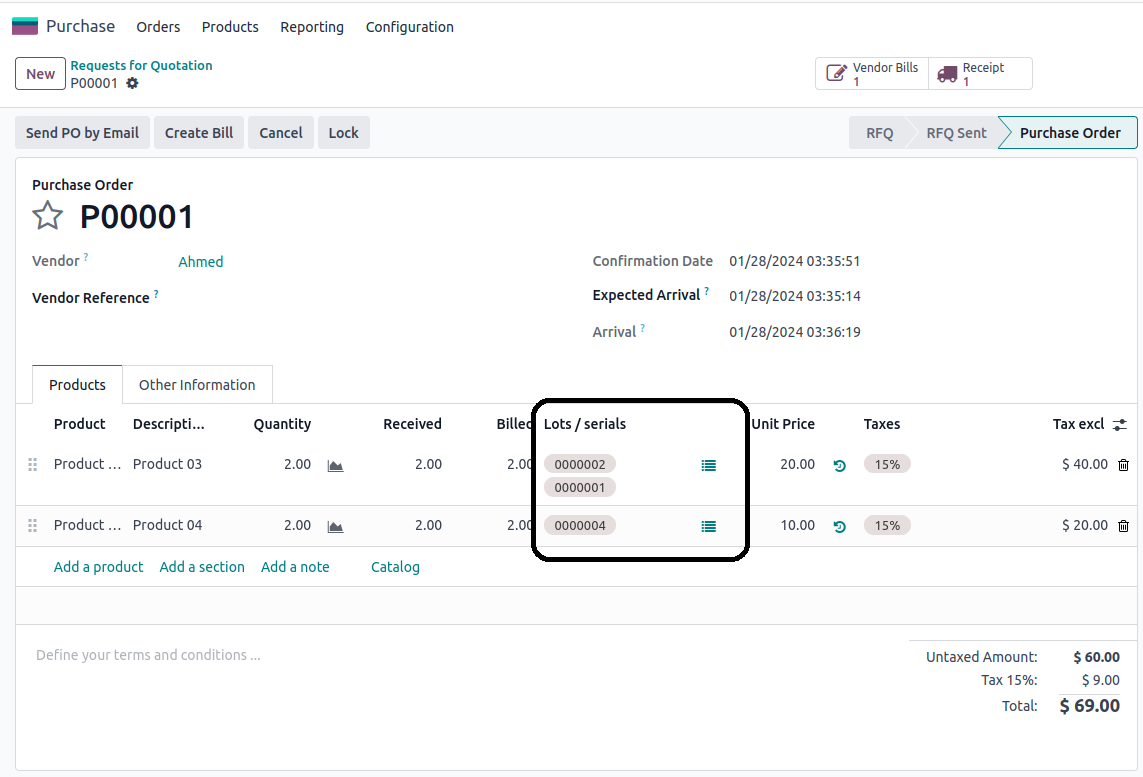 Purchase Orders Products Reporting Configuration
New Requests for Quotation
P00001
Vendor Bills
1
Receipt
1
Send PO by Email Create Bill Cancel Lock RFQ RFQ Sent Purchase Order
Purchase Order
P00001
Vendor ? Ahmed
Vendor Reference ?
Confirmation Date 01/28/2024 03:35:51
Expected Arrival ? 01/28/2024 03:35:14
Arrival ? 01/28/2024 03:36:19
Products Other Information
Product Descripti... Quantity Received Billed Lots / serials Unit Price Taxes Tax excl
Product ... Product 03 2.00 2.00 2.00 0000002 20.00 15% $ 40.00
0000001
Product ... Product 04 2.00 2.00 2.00 0000004 10.00 15% $ 20.00
Add a product Add a section Add a note Catalog
Define your terms and conditions ...
Untaxed Amount: $ 60.00
Tax 15%: $ 9.00
Total: $ 69.00